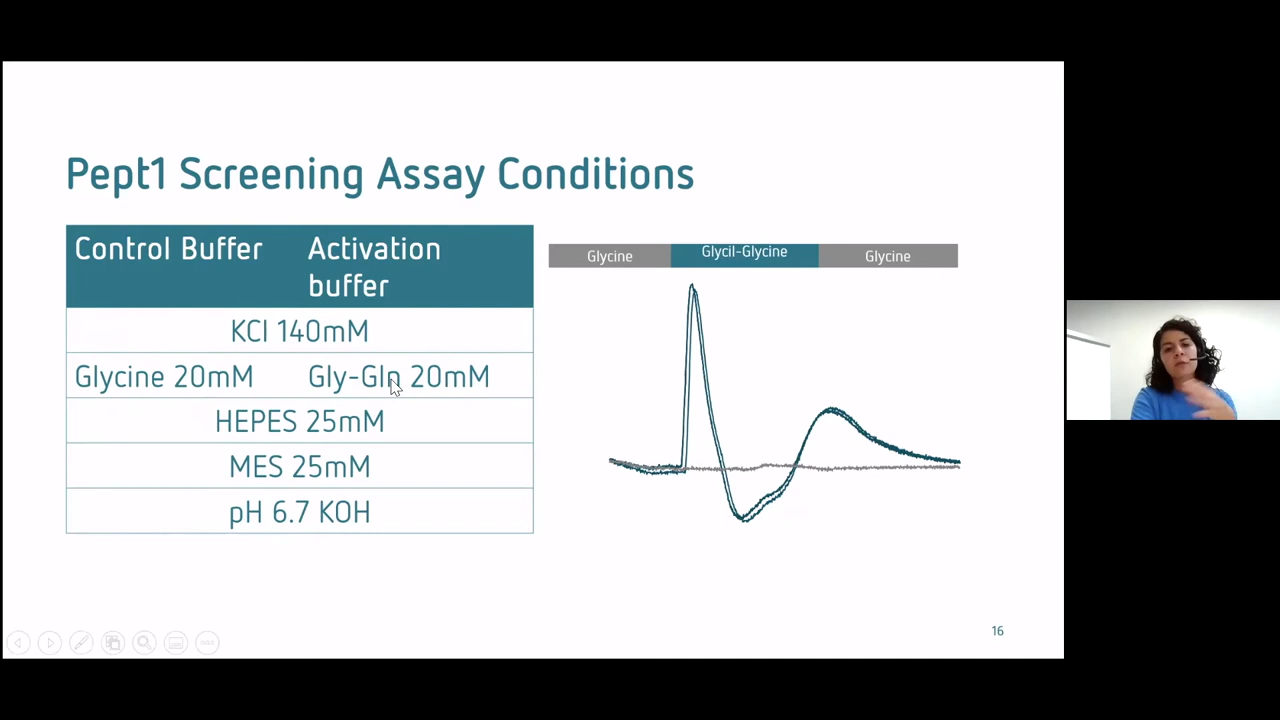 Pept1 Screening Assay Conditions
Control Buffer
Activation
buffer
KCl 140mM
Glycine 20mM
Gly-Gln 20mM
HEPES 25mM
MES 25mM
pH 6.7 KOH
Glycine
Glycil-Glycine
Glycine
16